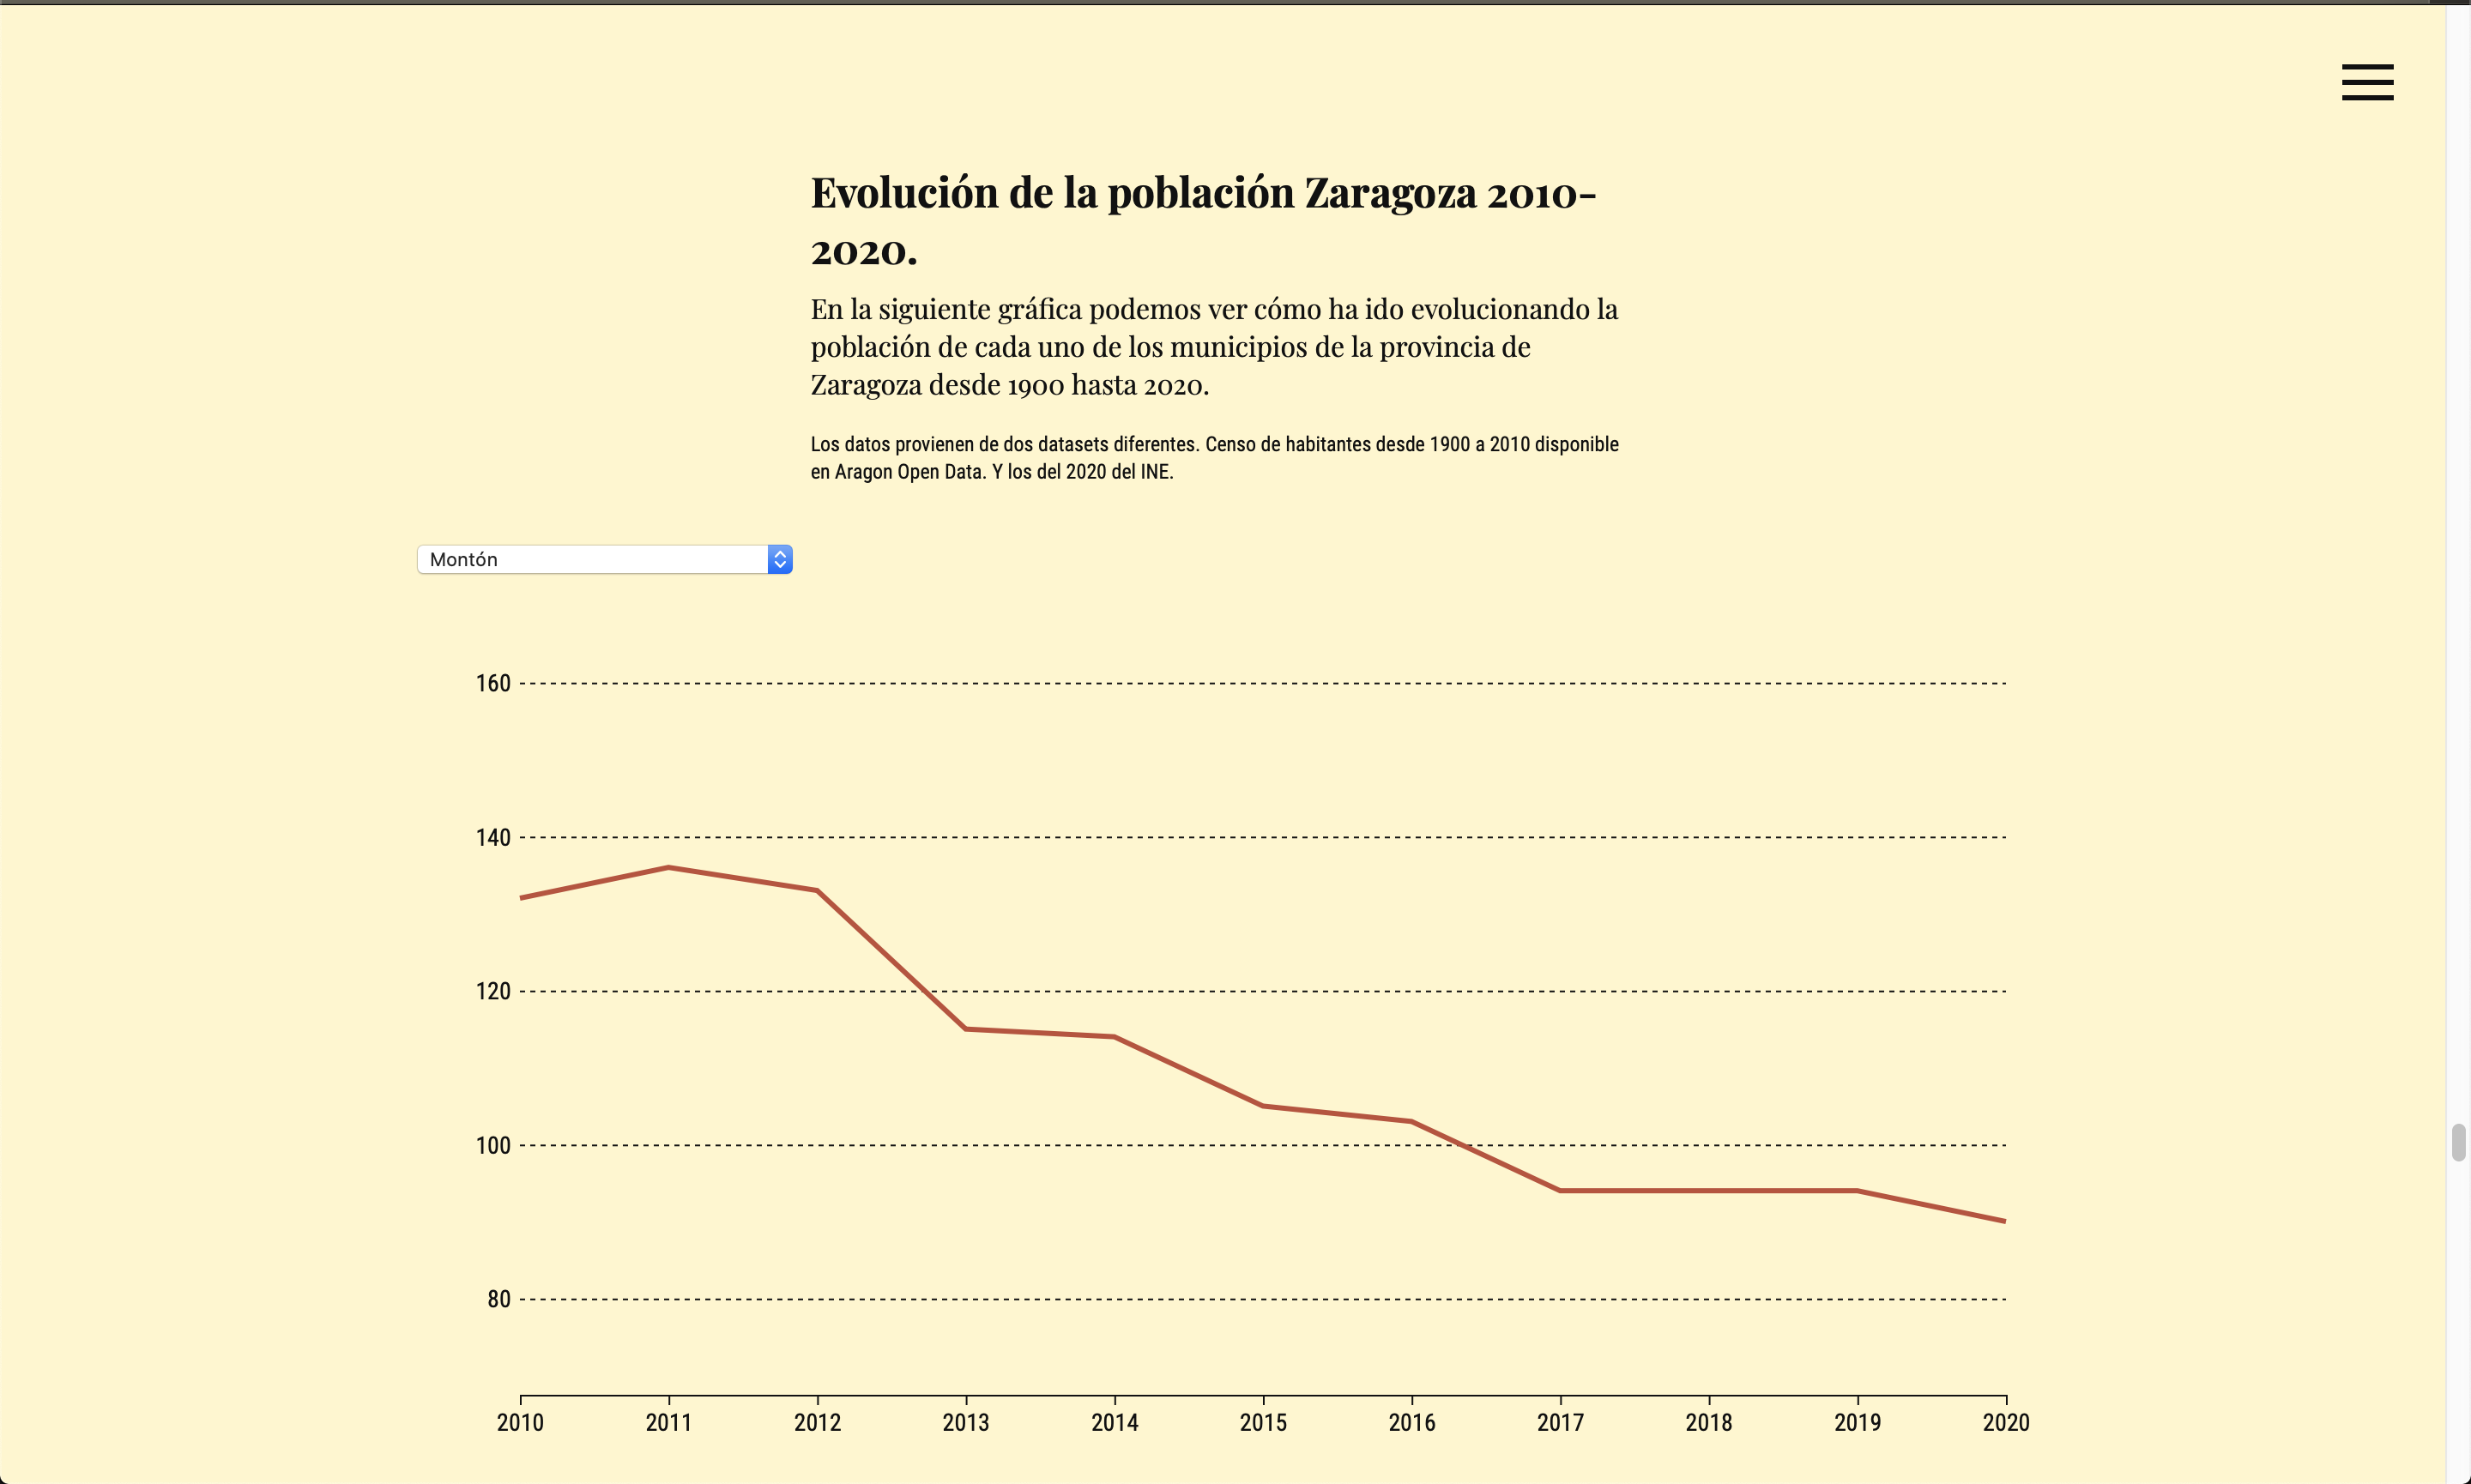 Evolución de la población Zaragoza 2010-
2020.
En la siguiente gráfica podemos ver cómo ha ido evolucionando la
población de cada uno de los municipios de la provincia de
Zaragoza desde 1900 hasta 2020.
Los datos provienen de dos datasets diferentes. Censo de habitantes desde 1900 a 2010 disponible
en Aragon Open Data. Y los del 2020 del INE.
Montón
160
140
120
100
80
2010 2011 2012 2013 2014 2015 2016 2017 2018 2019 2020